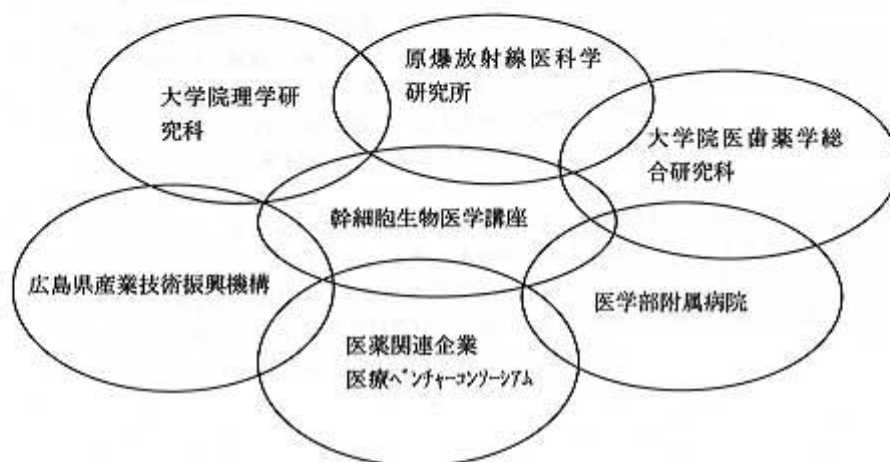 原爆放射線医科学
研究所
大学院理学研
究科
大学院医歯薬学総
合研究科
幹細胞生物医学講座
広島県産業技術振興機構
医学部附属病院
医薬関連企業
医療ﾍﾞﾝﾁｬｰｺﾝｿｰｼｱﾑ